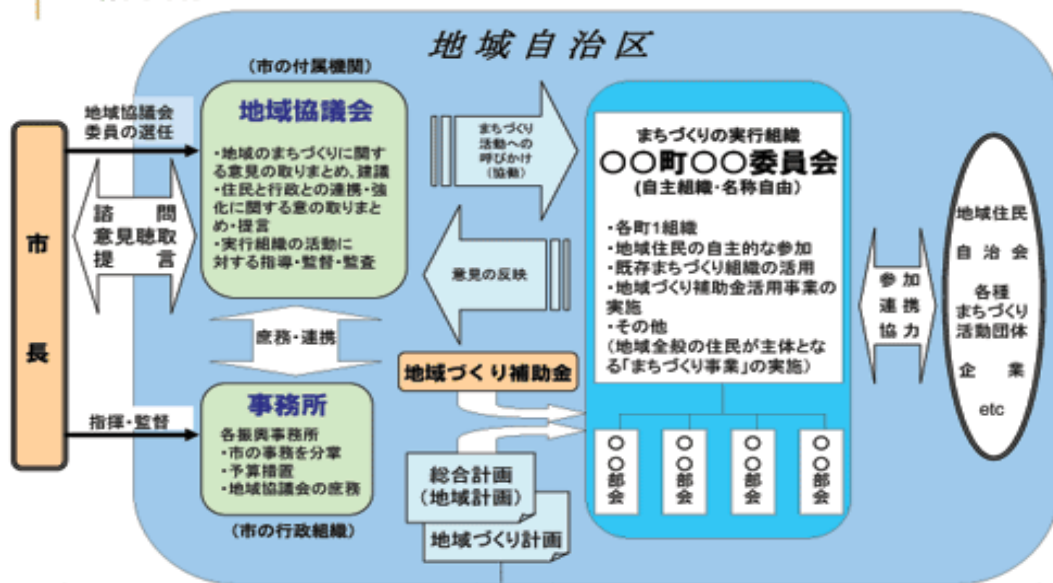 地域自治区
(市の付属機関)
地域協議会
・地域のまちづくりに関す
る意見の取りまとめ、建議
・住民と行政との連携・強
化に関する意の取りまと
め・提言
・実行組織の活動に
対する指導・監督・監査
地域協議会
委員の選任
市
長
諮問
意見聴取
提言
指揮・監督
庶務・連携
事務所
各振興事務所
・市の事務を分掌
・予算措置
・地域協議会の庶務
(市の行政組織)
まちづくり
活動への
呼びかけ
(協働)
意見の反映
地域づくり補助金
総合計画
(地域計画)
地域づくり計画
まちづくりの実行組織
〇〇町〇〇委員会
(自主組織・名称自由)
・各町1組織
・地域住民の自主的な参加
・既存まちづくり組織の活用
・地域づくり補助金活用事業の
実施
・その他
(地域全般の住民が主体とな
る「まちづくり事業」の実施)
〇〇部会
〇〇部会
〇〇部会
〇〇部会
参加
連携
協力
地域住民
自治会
各種
まちづくり
活動団体
企業
etc